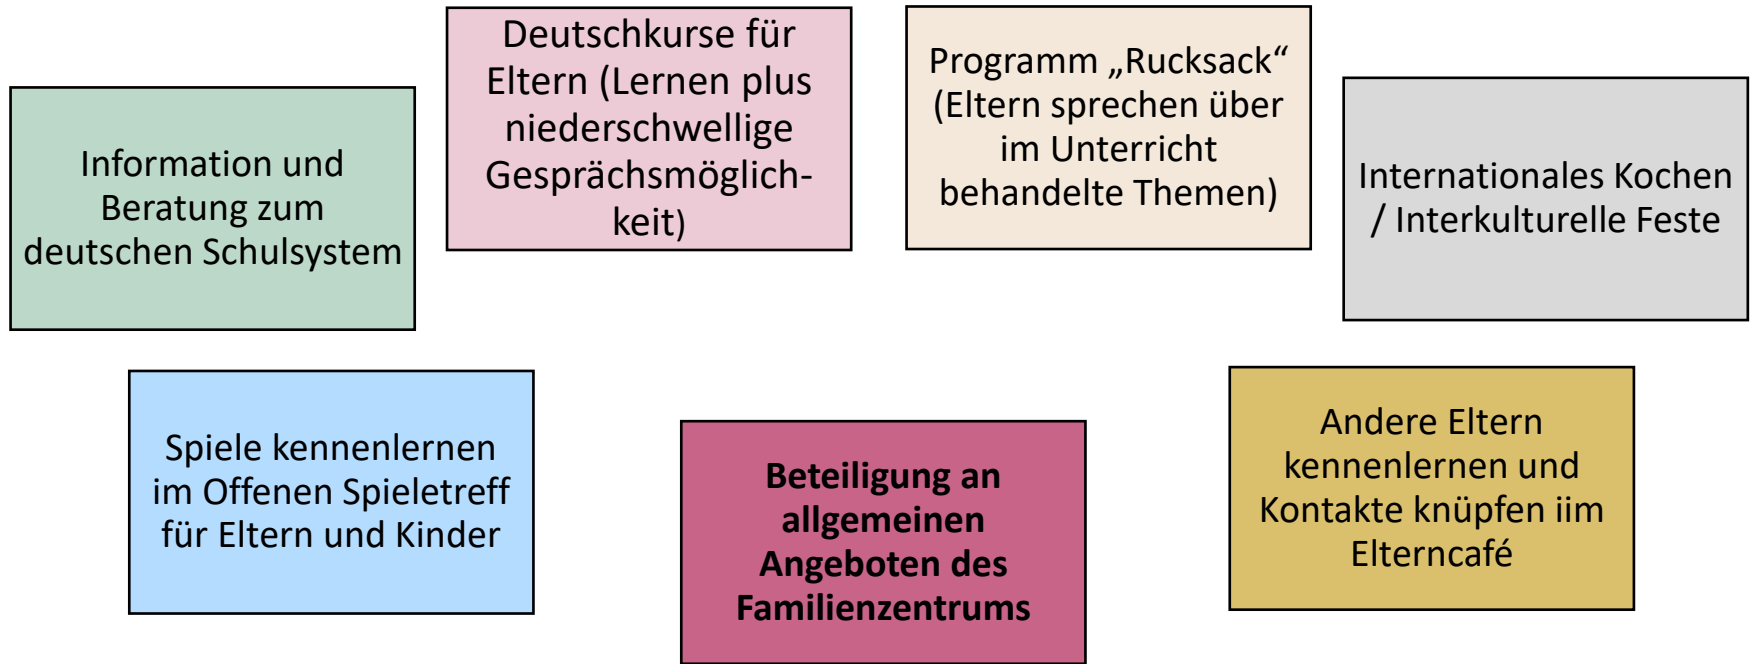 Information und
Beratung zum
deutschen Schulsystem
Deutschkurse für
Eltern (Lernen plus
niederschwellige
Gesprächsmöglich-
keit)
Programm „Rucksack“
(Eltern sprechen über
im Unterricht
behandelte Themen)
Internationales Kochen
/ Interkulturelle Feste
Spiele kennenlernen
im Offenen Spieletreff
für Eltern und Kinder
Beteiligung an
allgemeinen
Angeboten des
Familienzentrums
Andere Eltern
kennenlernen und
Kontakte knüpfen iim
Elterncafé